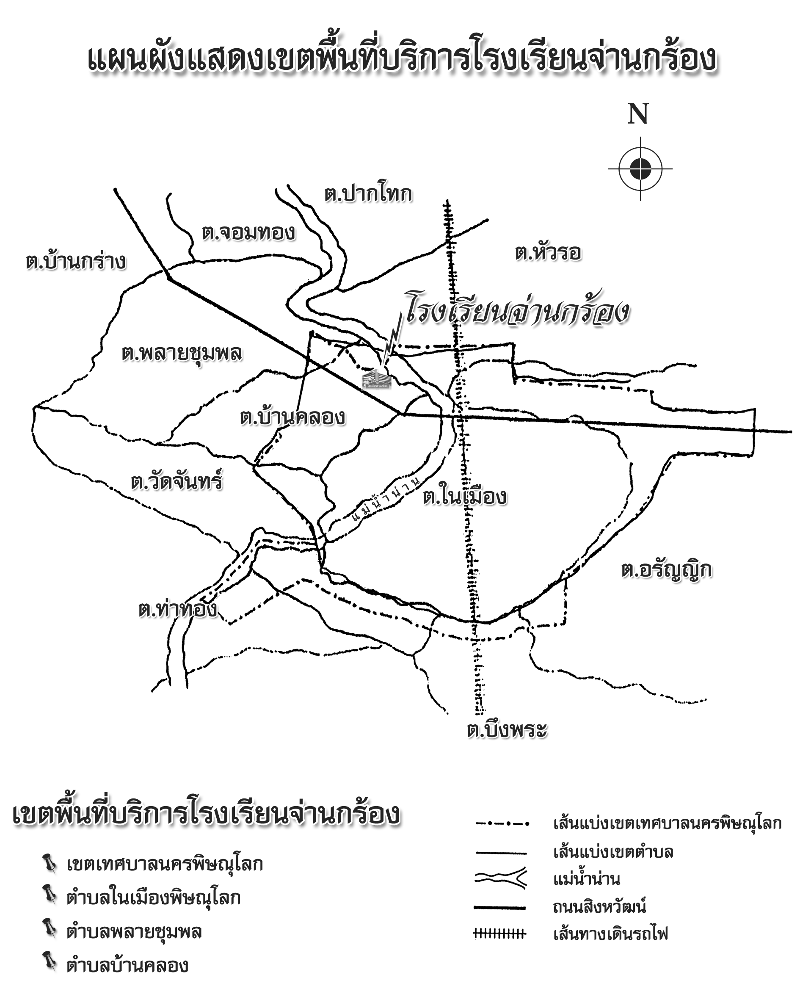 แผนผังแสดงเขตพื้นที่บริการโรงเรียนจ่านกร้อง
N
ต.ปากโทก
ต.จอมทอง
ต.หัวรอ
ต.บ้านกร่าง
โรงเรียนจ่านกร้อง
ต.พลายชุมพล
โรงเรียนจ่านกร้อง
ต.บ้านคลอง
ต.วัดจันทร์
แม่น้ำน่าน
ต.ในเมือง
ต.อรัญญิก
ต.ท่าทอง
ต.บึงพระ
เขตพื้นที่บริการโรงเรียนจ่านกร้อง
เขตเทศบาลนครพิษณุโลก
ตำบลในเมืองพิษณุโลก
ตำบลพลายชุมพล
ตำบลบ้านคลอง
เส้นแบ่งเขตเทศบาลนครพิษณุโลก
เส้นแบ่งเขตตำบล
แม่น้ำน่าน
ถนนสิงหวัฒน์
เส้นทางเดินรถไฟ